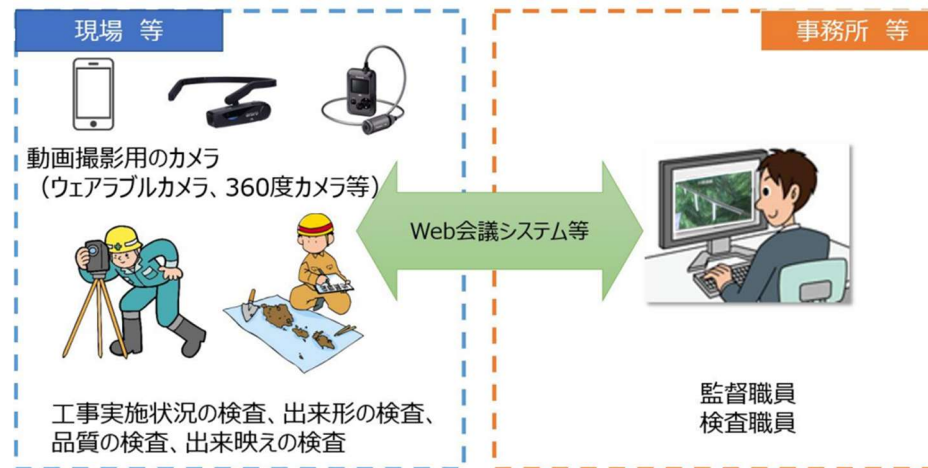 現場 等
動画撮影用のカメラ
（ウェアラブルカメラ、360度カメラ等）
工事実施状況の検査、出来形の検査、
品質の検査、出来映えの検査
Web会議システム等
事務所 等
監督職員
検査職員